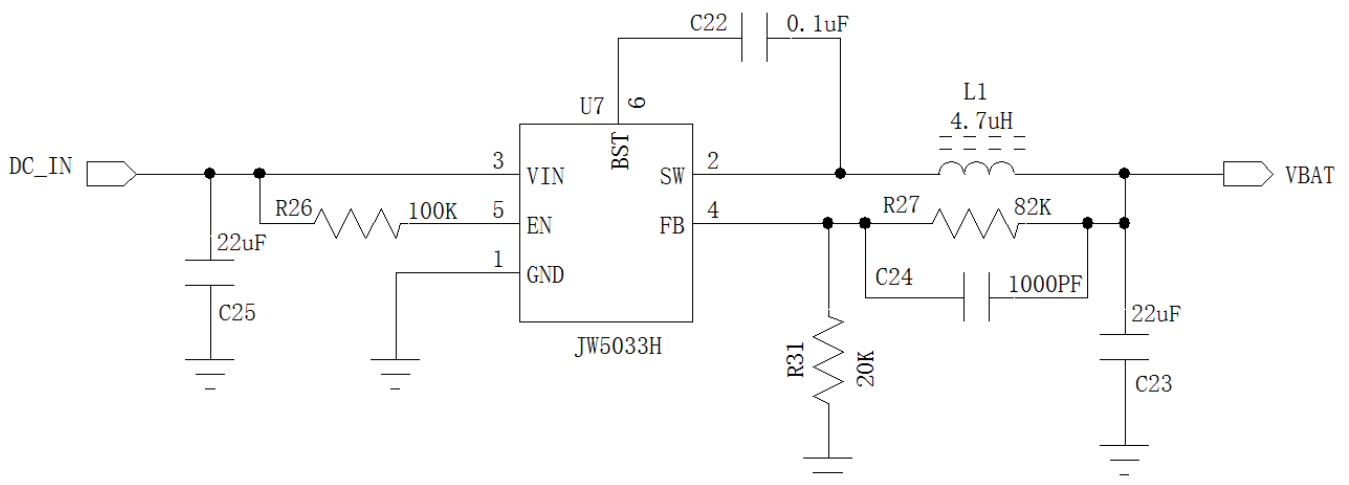 C22
0.1uF
U7
6
BST
L1
4.7uH
DC_IN
3
VIN
SW
2
VBAT
R26
100K
5
EN
FB
4
R27
82K
22uF
1
GND
C24
1000PF
C25
22uF
JW5033H
R31
20K
C23